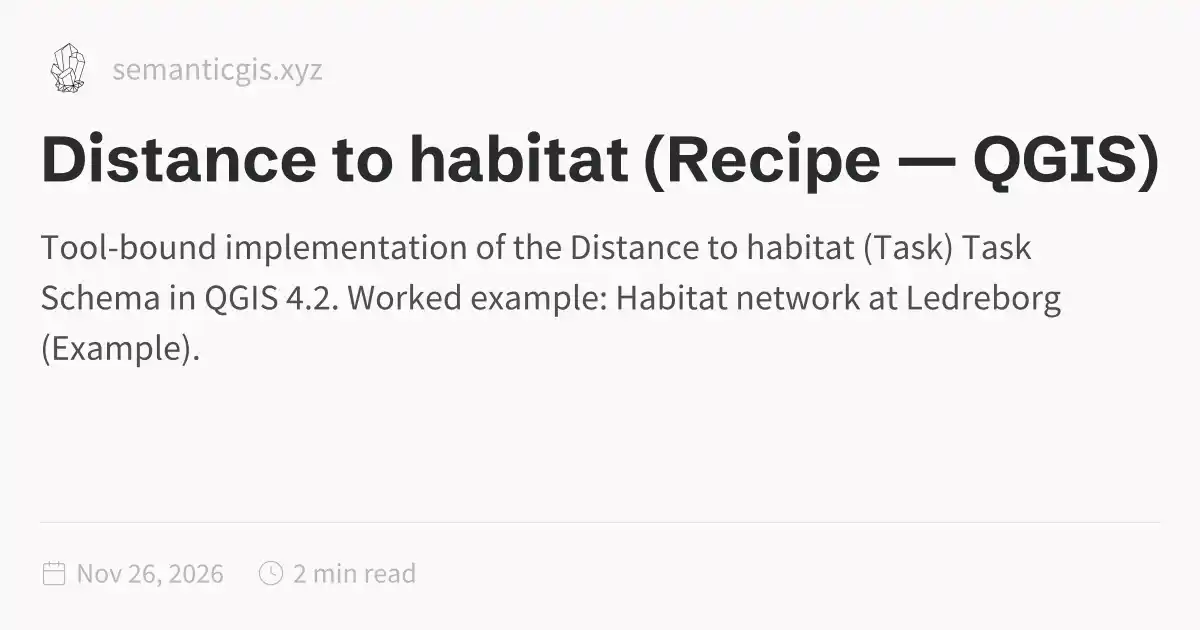 semanticgis.xyz
Distance to habitat (Recipe — QGIS)
Tool-bound implementation of the Distance to habitat (Task) Task
Schema in QGIS 4.2. Worked example: Habitat network at Ledreborg
(Example).
Nov 26, 2026 2 min read